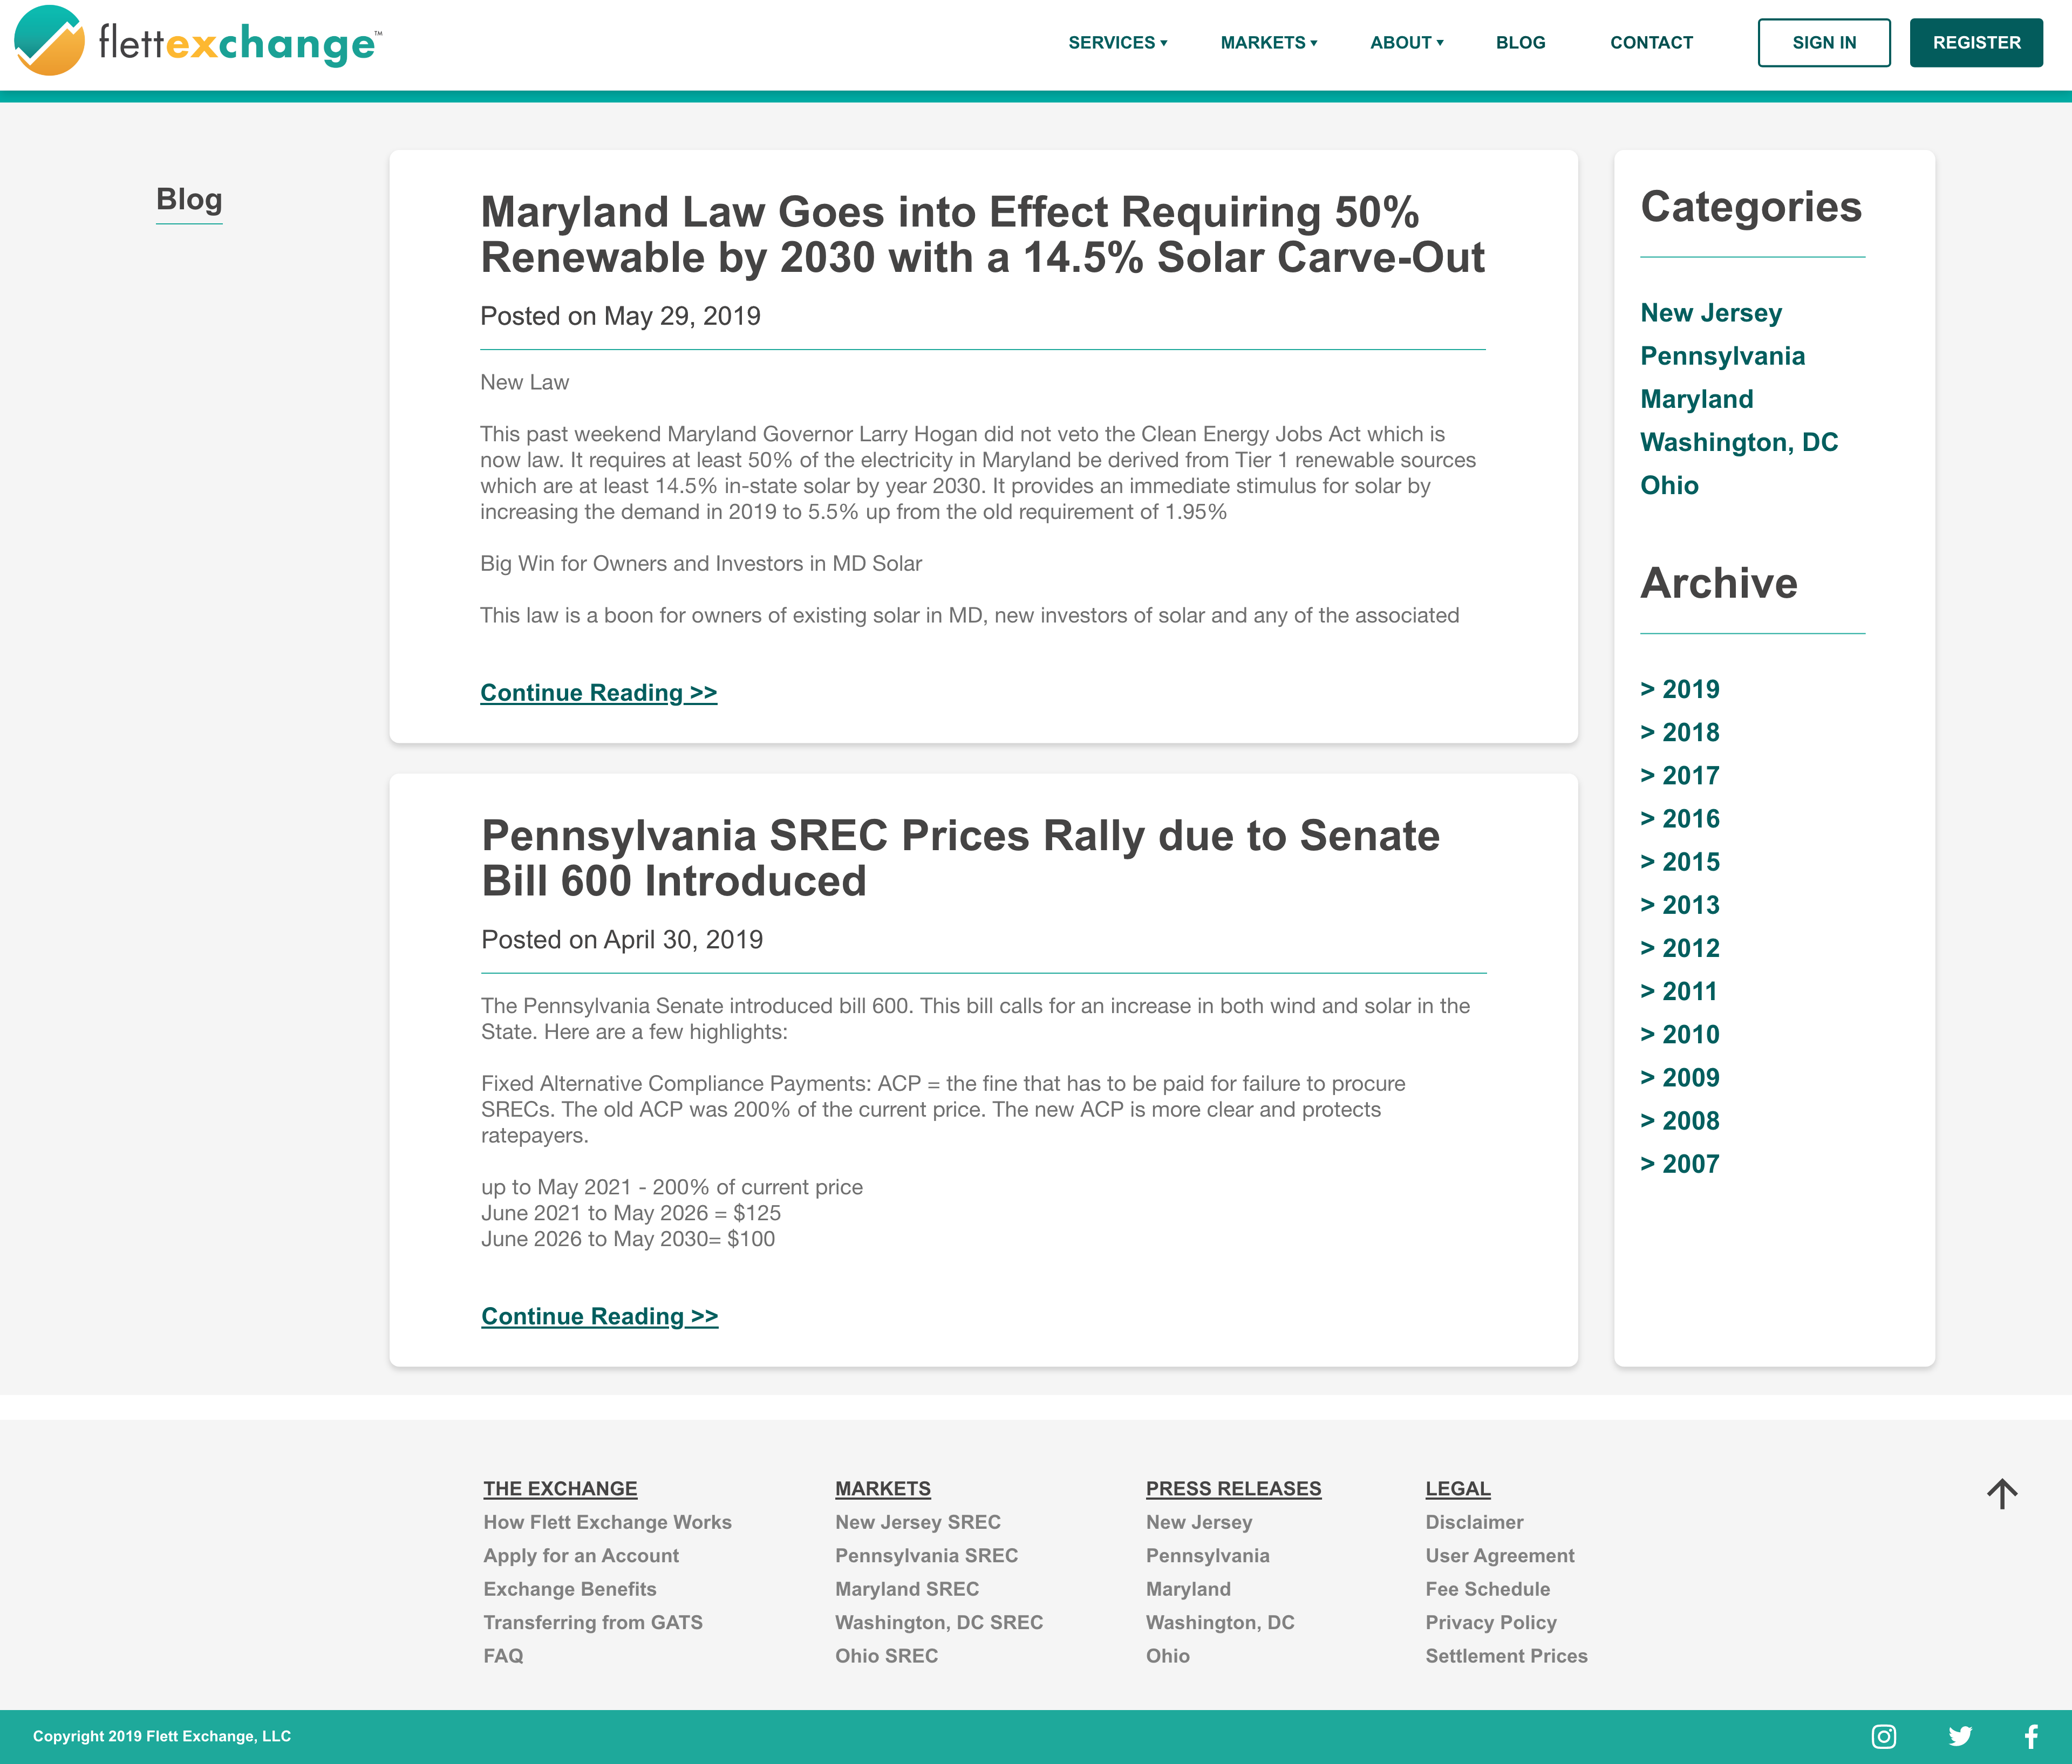 flettexchange™
SERVICES ▾
MARKETS ▾
ABOUT ▾
BLOG
CONTACT
SIGN IN
REGISTER
Blog
Maryland Law Goes into Effect Requiring 50%
Renewable by 2030 with a 14.5% Solar Carve-Out
Posted on May 29, 2019
New Law
This past weekend Maryland Governor Larry Hogan did not veto the Clean Energy Jobs Act which is
now law. It requires at least 50% of the electricity in Maryland be derived from Tier 1 renewable sources
which are at least 14.5% in-state solar by year 2030. It provides an immediate stimulus for solar by
increasing the demand in 2019 to 5.5% up from the old requirement of 1.95%
Big Win for Owners and Investors in MD Solar
This law is a boon for owners of existing solar in MD, new investors of solar and any of the associated
Continue Reading >>
Pennsylvania SREC Prices Rally due to Senate
Bill 600 Introduced
Posted on April 30, 2019
The Pennsylvania Senate introduced bill 600. This bill calls for an increase in both wind and solar in the
State. Here are a few highlights:
Fixed Alternative Compliance Payments: ACP = the fine that has to be paid for failure to procure
SRECs. The old ACP was 200% of the current price. The new ACP is more clear and protects
ratepayers.
up to May 2021 - 200% of current price
June 2021 to May 2026 = $125
June 2026 to May 2030= $100
Continue Reading >>
Categories
New Jersey
Pennsylvania
Maryland
Washington, DC
Ohio
Archive
> 2019
> 2018
> 2017
> 2016
> 2015
> 2013
> 2012
> 2011
> 2010
> 2009
> 2008
> 2007
THE EXCHANGE
How Flett Exchange Works
Apply for an Account
Exchange Benefits
Transferring from GATS
FAQ
MARKETS
New Jersey SREC
Pennsylvania SREC
Maryland SREC
Washington, DC SREC
Ohio SREC
PRESS RELEASES
New Jersey
Pennsylvania
Maryland
Washington, DC
Ohio
LEGAL
Disclaimer
User Agreement
Fee Schedule
Privacy Policy
Settlement Prices
Copyright 2019 Flett Exchange, LLC